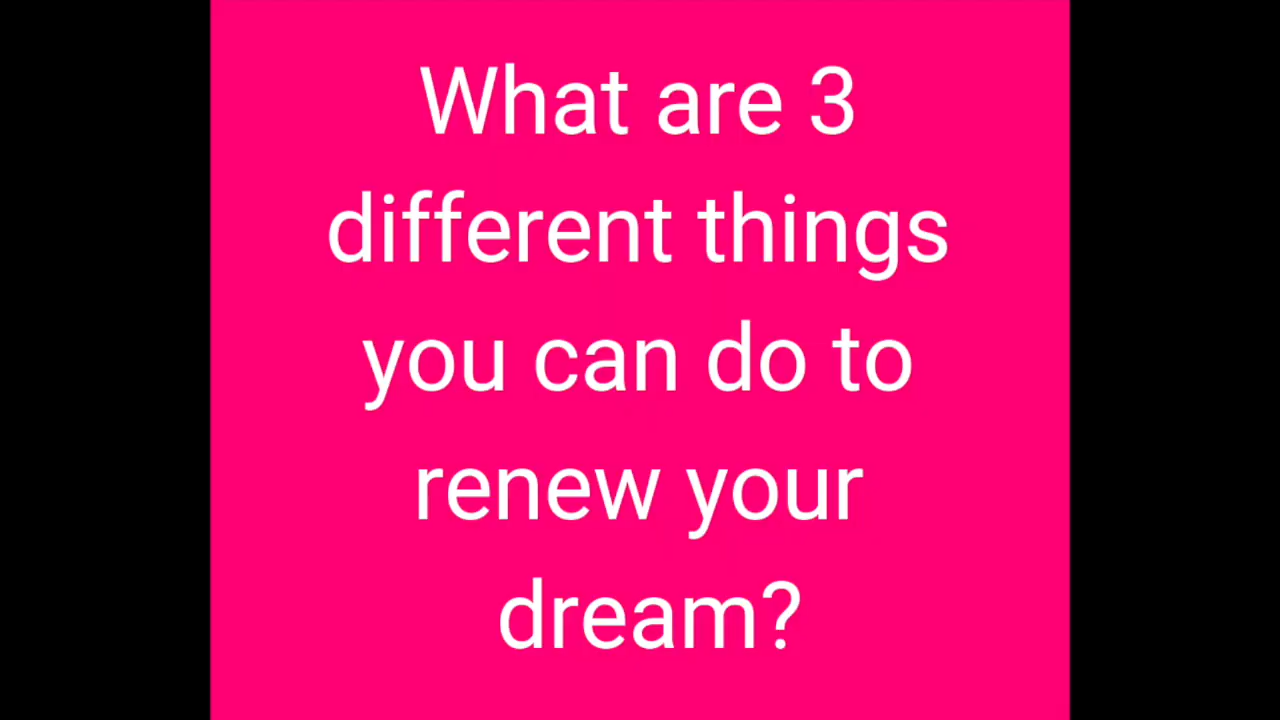 What are 3
different things
you can do to
renew your
dream?